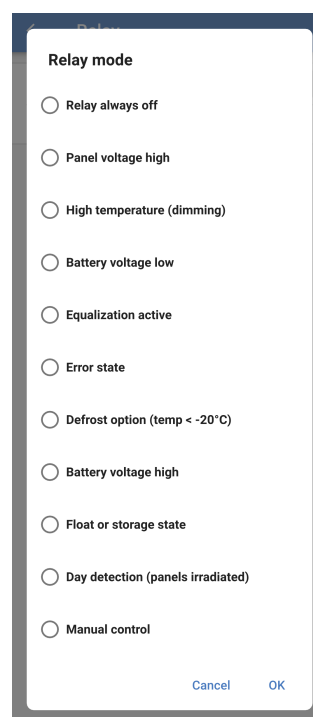 Relay mode
Relay always off
Panel voltage high
High temperature (dimming)
Battery voltage low
Equalization active
Error state
Defrost option (temp < -20°C)
Battery voltage high
Float or storage state
Day detection (panels irradiated)
Manual control
Cancel OK